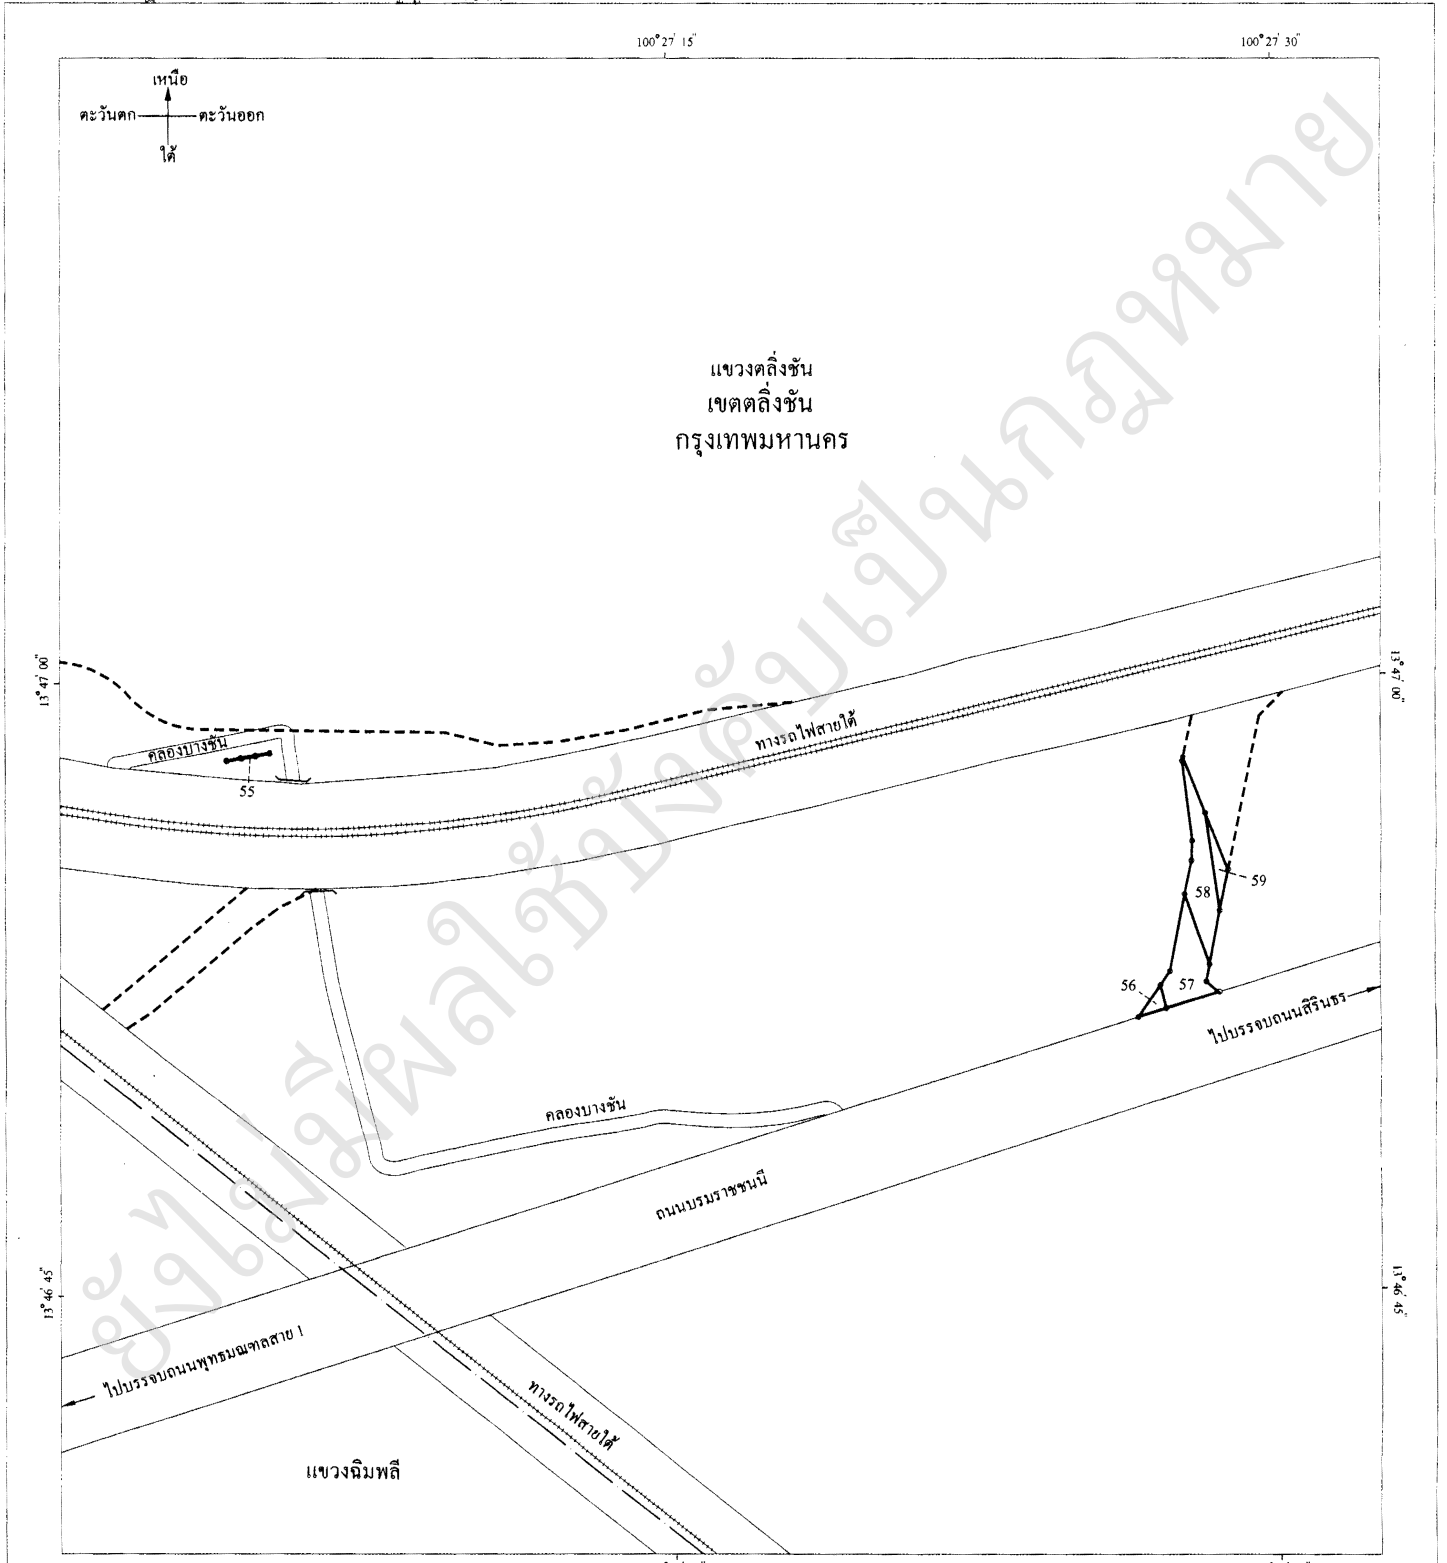 100° 27' 15"
100° 27' 30"
เหนือ
ตะวันตก
ตะวันออก
ใต้
แขวงตลิ่งชัน
เขตตลิ่งชัน
กรุงเทพมหานคร
13° 47' 00"
13° 47' 00"
ทางรถไฟสายใต้
คลองบางชัน
55
59
58
56
57
ไปบรรจบถนนสิรินธร
คลองบางชัน
ถนนบรมราชชนนี
13° 46' 45"
13° 46' 45"
ไปบรรจบถนนพุทธมณฑลสาย 1
ทางรถไฟสายใต้
แขวงฉิมพลี
ยังไม่มีผลใช้บังคับเป็นกฎหมาย